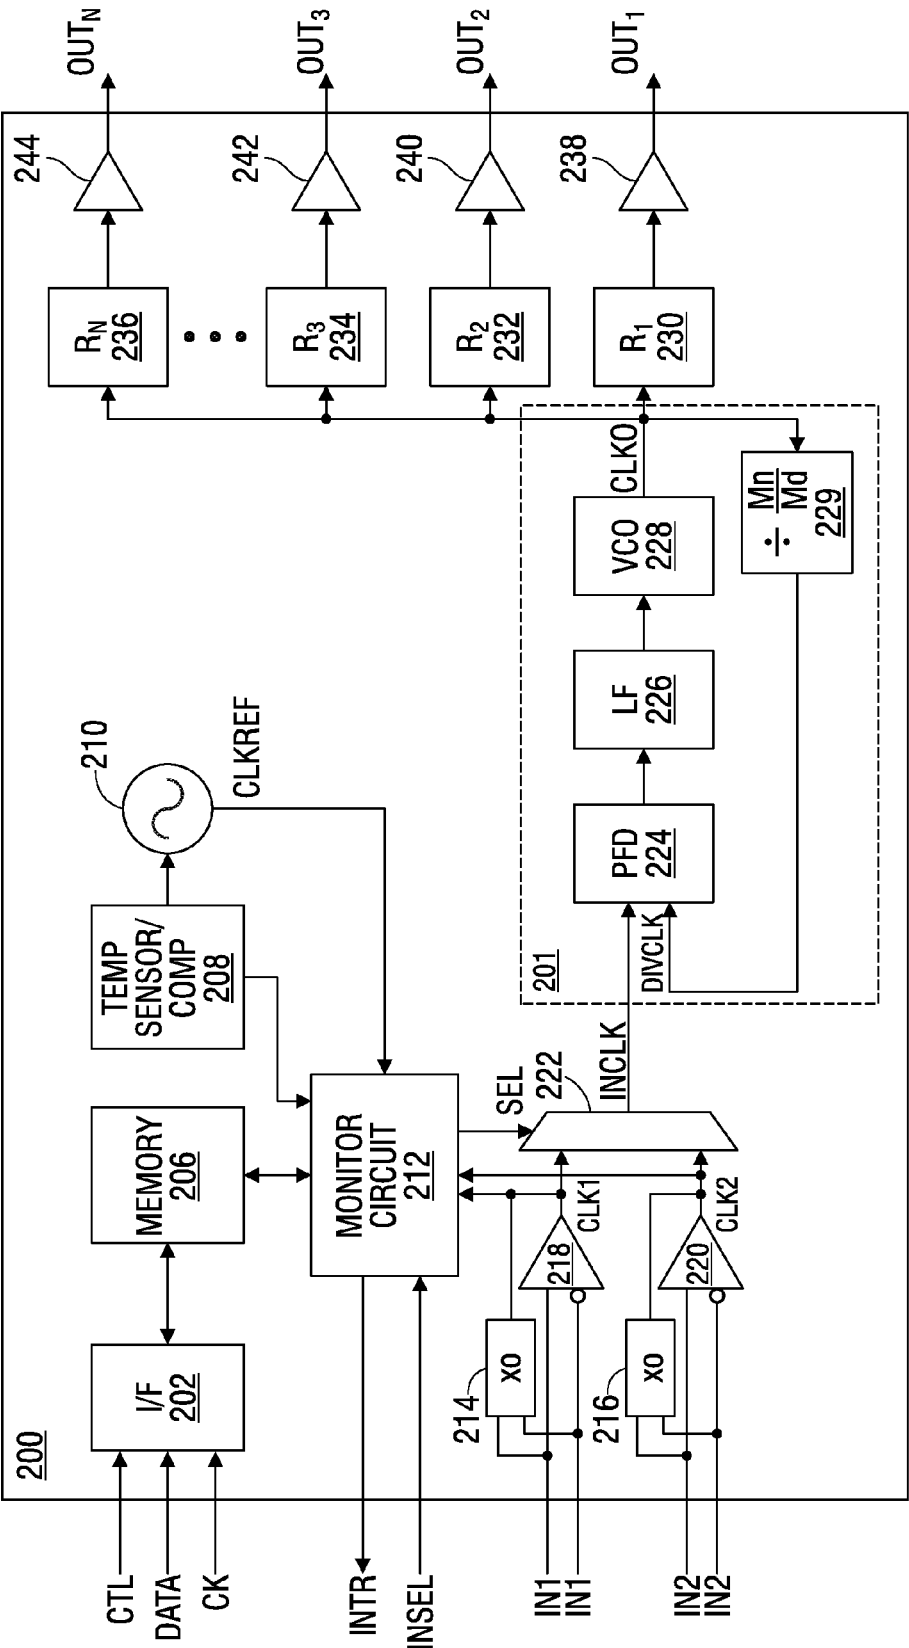 200
CTL
DATA
CK
I/F
202
MEMORY
206
TEMP
SENSOR/
COMP
208
210
CLKREF
INTR
INSEL
MONITOR
CIRCUIT
212
IN1
IN1
214
XO
218
CLK1
IN2
IN2
216
XO
220
CLK2
SEL
222
INCLK
201
DIVCLK
PFD
224
LF
226
VCO
228
CLKO
÷ Mn
Md
229
RN
236
R3
234
R2
232
R1
230
244
242
240
238
OUTN
OUT3
OUT2
OUT1